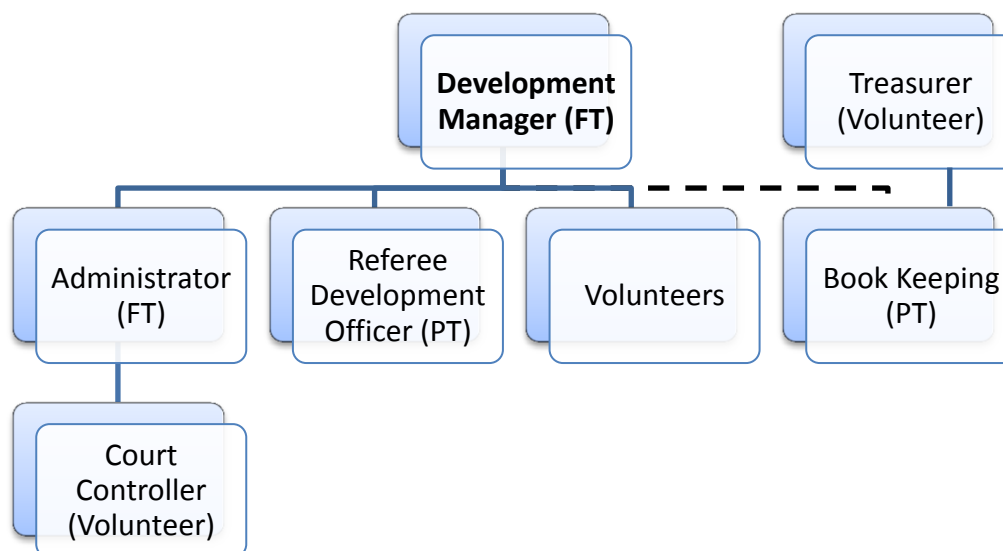 Development
Manager (FT)
Treasurer
(Volunteer)
Administrator
(FT)
Referee
Development
Officer (PT)
Volunteers
Book Keeping
(PT)
Court
Controller
(Volunteer)